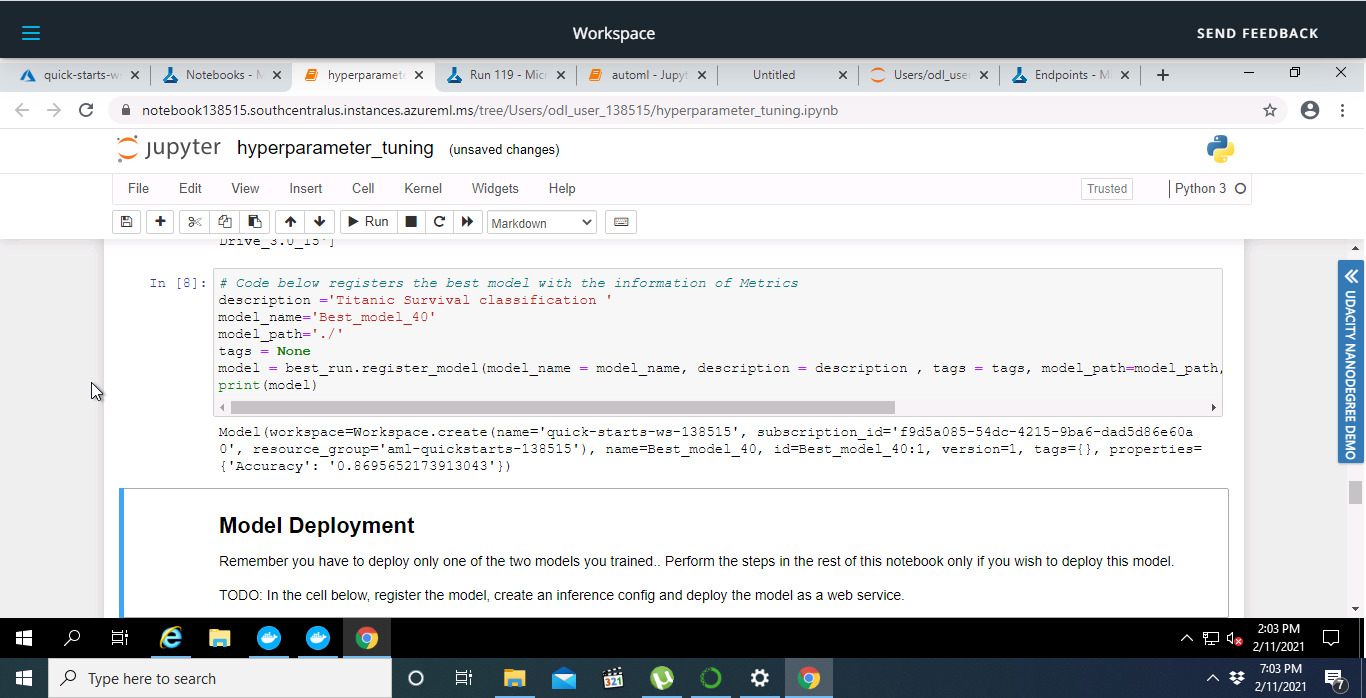 Workspace
SEND FEEDBACK
quick-starts-w
Notebooks - M
hyperparamet
Run 119 - Mic
automl - Jupyt
Untitled
Users/odl_use
Endpoints - M
notebook138515.southcentralus.instances.azureml.ms/tree/Users/odl_user_138515/hyperparameter_tuning.ipynb
jupyter hyperparameter_tuning (unsaved changes)
File Edit View Insert Cell Kernel Widgets Help Trusted Python 3
Run Markdown
Drive_3.0_15']
In [8]: # Code below registers the best model with the information of Metrics
description ='Titanic Survival classification '
model_name='Best_model_40'
model_path='./'
tags = None
model = best_run.register_model(model_name = model_name, description = description , tags = tags, model_path=model_path,
print(model)
Model(workspace=Workspace.create(name='quick-starts-ws-138515', subscription_id='f9d5a085-54dc-4215-9ba6-dad5d86e60a
0', resource_group='aml-quickstarts-138515'), name=Best_model_40, id=Best_model_40:1, version=1, tags={}, properties=
{'Accuracy': '0.8695652173913043'})
Model Deployment
Remember you have to deploy only one of the two models you trained.. Perform the steps in the rest of this notebook only if you wish to deploy this model.
TODO: In the cell below, register the model, create an inference config and deploy the model as a web service.
UDACITY NANODEGREE DEMO
2:03 PM
2/11/2021
Type here to search
321
7:03 PM
2/11/2021
7